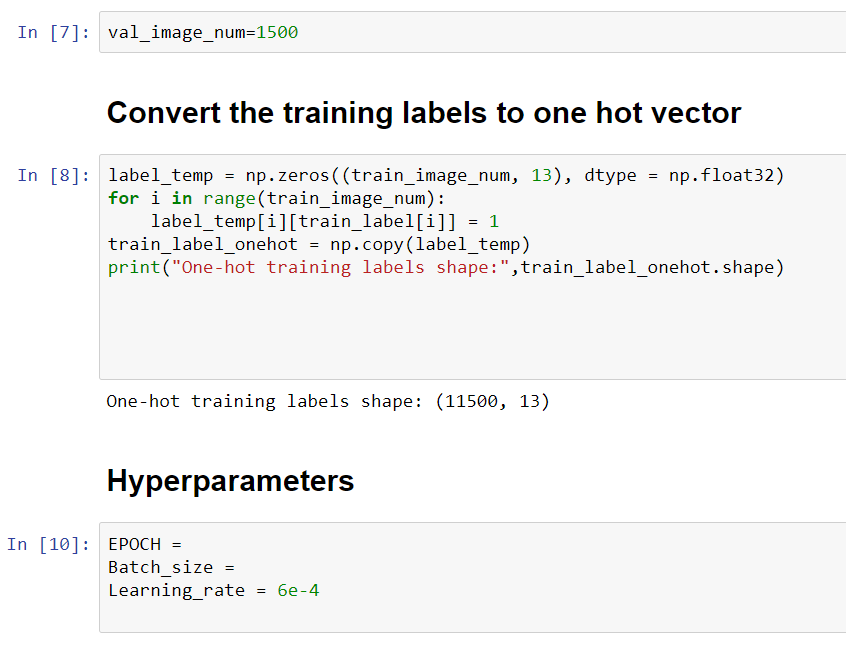 In [7]: val_image_num=1500
Convert the training labels to one hot vector
In [8]: label_temp = np.zeros((train_image_num, 13), dtype = np.float32)
for i in range(train_image_num):
    label_temp[i][train_label[i]] = 1
train_label_onehot = np.copy(label_temp)
print("One-hot training labels shape:",train_label_onehot.shape)
One-hot training labels shape: (11500, 13)
Hyperparameters
In [10]: EPOCH =
Batch_size =
Learning_rate = 6e-4